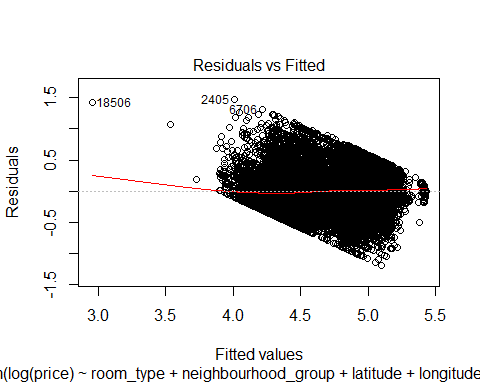 Residuals vs Fitted
Residuals
1.5
0.5
-0.5
-1.5
18506
2405
6706
3.0 3.5 4.0 4.5 5.0 5.5
Fitted values
n(log(price) ~ room_type + neighbourhood_group + latitude + longitude